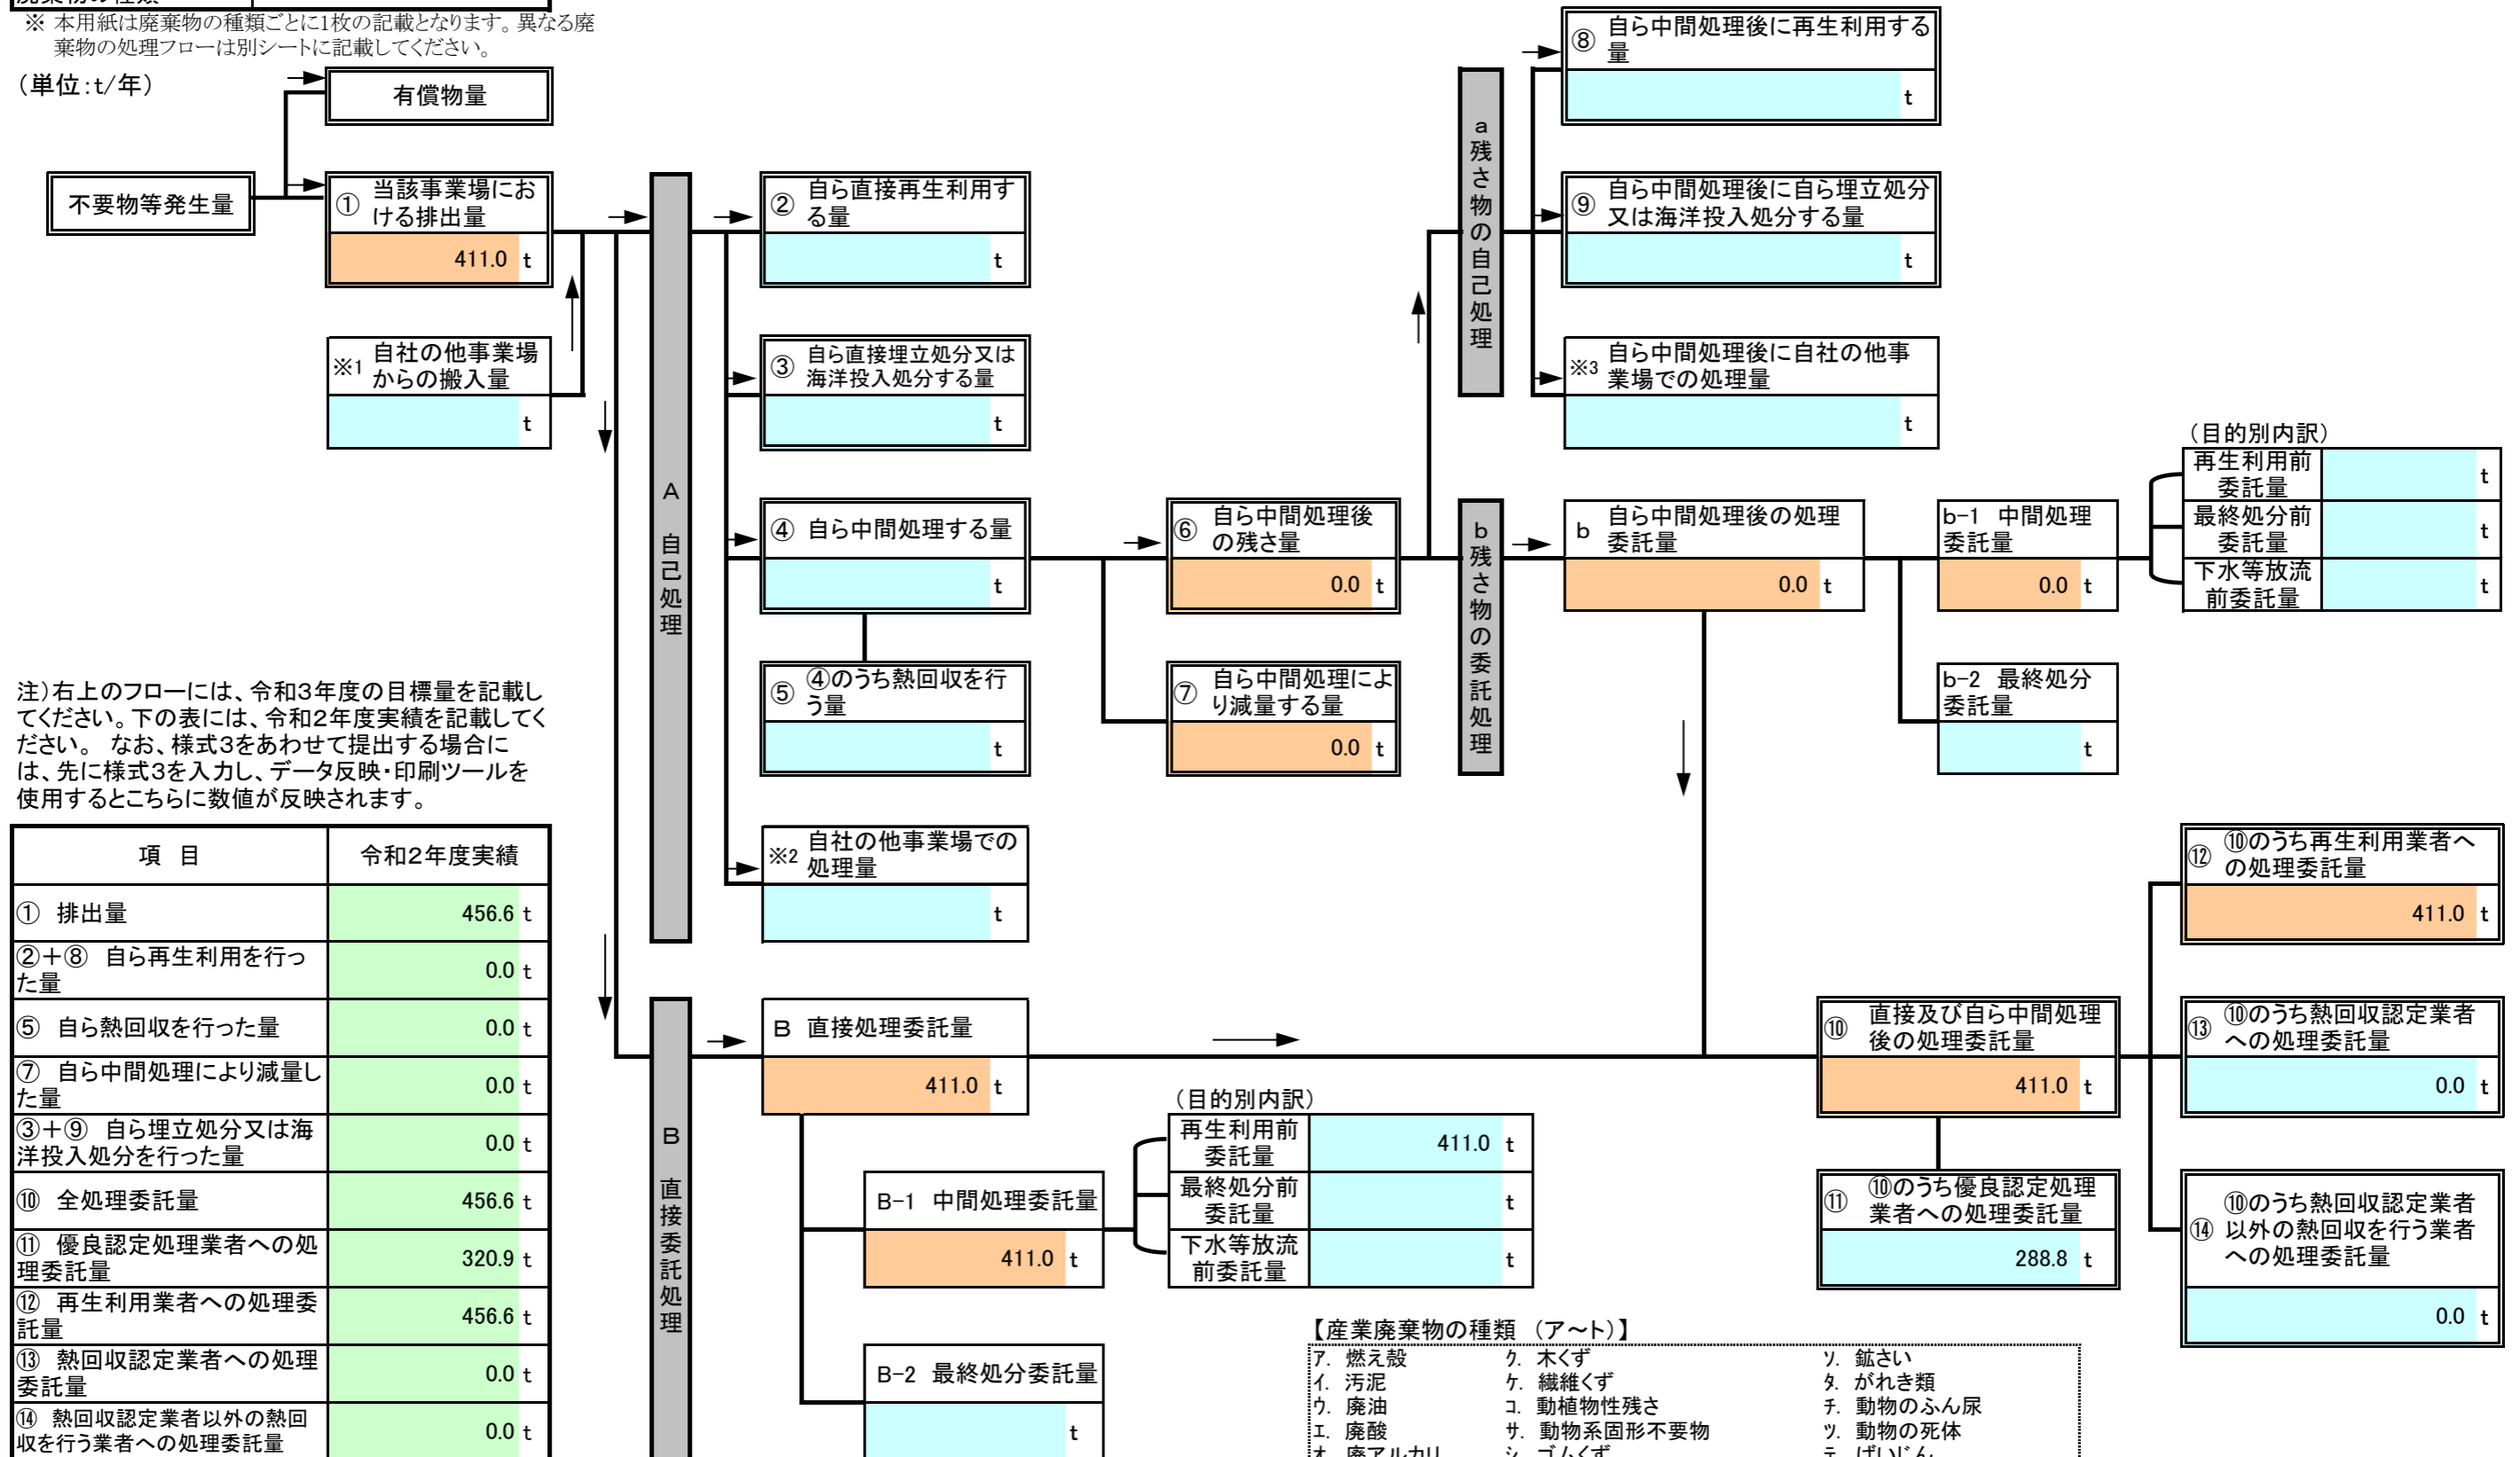 ※ 本用紙は廃棄物の種類ごとに1枚の記載となります。異なる廃
棄物の処理フローは別シートに記載してください。
（単位：t/年）
有償物量
不要物等発生量
① 当該事業場にお
ける排出量
411.0 t
※1 自社の他事業場
からの搬入量
t
A 自己処理
② 自ら直接再生利用す
る量
t
③ 自ら直接埋立処分又は
海洋投入処分する量
t
④ 自ら中間処理する量
t
⑤ ④のうち熱回収を行
う量
t
※2 自社の他事業場での
処理量
t
⑥ 自ら中間処理後
の残さ量
0.0 t
⑦ 自ら中間処理によ
り減量する量
0.0 t
a 残さ物の自己処理
⑧ 自ら中間処理後に再生利用する
量
t
⑨ 自ら中間処理後に自ら埋立処分
又は海洋投入処分する量
t
※3 自ら中間処理後に自社の他事
業場での処理量
t
b 残さ物の委託処理
b 自ら中間処理後の処理
委託量
0.0 t
b-1 中間処理
委託量
0.0 t
b-2 最終処分
委託量
t
（目的別内訳）
再生利用前
委託量
t
最終処分前
委託量
t
下水等放流
前委託量
t
注）右上のフローには、令和3年度の目標量を記載し
てください。下の表には、令和2年度実績を記載してく
ださい。 なお、様式3をあわせて提出する場合に
は、先に様式3を入力し、データ反映・印刷ツールを
使用するとこちらに数値が反映されます。
項 目 令和2年度実績
① 排出量 456.6 t
②＋⑧ 自ら再生利用を行っ
た量 0.0 t
⑤ 自ら熱回収を行った量 0.0 t
⑦ 自ら中間処理により減量し
た量 0.0 t
③＋⑨ 自ら埋立処分又は海
洋投入処分を行った量 0.0 t
⑩ 全処理委託量 456.6 t
⑪ 優良認定処理業者への処
理委託量 320.9 t
⑫ 再生利用業者への処理委
託量 456.6 t
⑬ 熱回収認定業者への処理
委託量 0.0 t
⑭ 熱回収認定業者以外の熱回
収を行う業者への処理委託量 0.0 t
B 直接委託処理
B 直接処理委託量
411.0 t
B-1 中間処理委託量
411.0 t
B-2 最終処分委託量
t
（目的別内訳）
再生利用前
委託量
411.0 t
最終処分前
委託量
t
下水等放流
前委託量
t
⑩ 直接及び自ら中間処理
後の処理委託量
411.0 t
⑪ ⑩のうち優良認定処理
業者への処理委託量
288.8 t
⑫ ⑩のうち再生利用業者へ
の処理委託量
411.0 t
⑬ ⑩のうち熱回収認定業者
への処理委託量
0.0 t
⑭ ⑩のうち熱回収認定業者
以外の熱回収を行う業者
への処理委託量
0.0 t
【産業廃棄物の種類 （ア～ト）】
ア. 燃え殻 ク. 木くず ソ. 鉱さい
イ. 汚泥 ケ. 繊維くず タ. がれき類
ウ. 廃油 コ. 動植物性残さ チ. 動物のふん尿
エ. 廃酸 サ. 動物系固形不要物 ツ. 動物の死体
オ. 廃アルカリ シ. ゴムくず テ. ばいじん